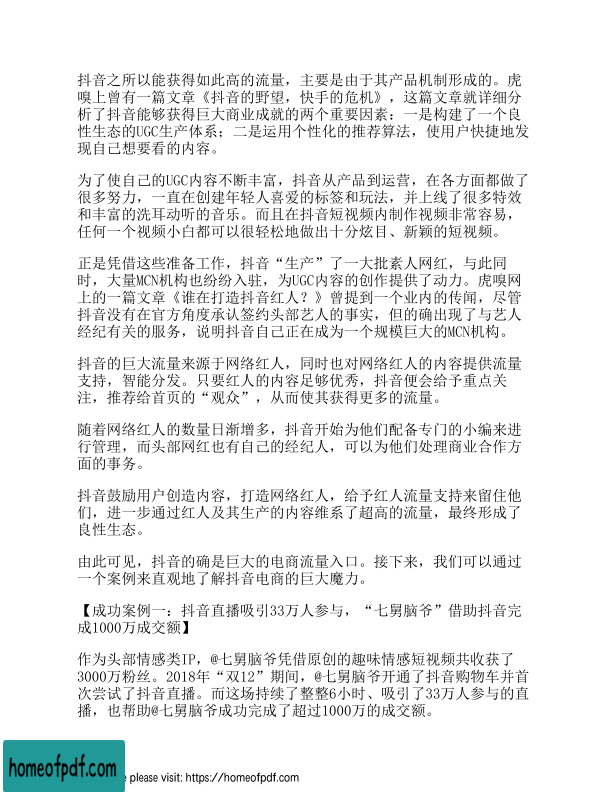 抖音之所以能获得如此高的流量，主要是由于其产品机制形成的。虎
嗅上曾有一篇文章《抖音的野望，快手的危机》，这篇文章就详细分
析了抖音能够获得巨大商业成就的两个重要因素：一是构建了一个良
性生态的UGC生产体系；二是运用个性化的推荐算法，使用户快捷地发
现自己想要看的内容。
为了使自己的UGC内容不断丰富，抖音从产品到运营，在各方面都做了
很多努力，一直在创建年轻人喜爱的标签和玩法，并上线了很多特效
和丰富的洗耳动听的音乐。而且在抖音短视频内制作视频非常容易，
任何一个视频小白都可以很轻松地做出十分炫目、新颖的短视频。
正是凭借这些准备工作，抖音“生产”了一大批素人网红，与此同
时，大量MCN机构也纷纷入驻，为UGC内容的创作提供了动力。虎嗅网
上的一篇文章《谁在打造抖音红人？》曾提到一个业内的传闻，尽管
抖音没有在官方角度承认签约头部艺人的事实，但的确出现了与艺人
经纪有关的服务，说明抖音自己正在成为一个规模巨大的MCN机构。
抖音的巨大流量来源于网络红人，同时也对网络红人的内容提供流量
支持，智能分发。只要红人的内容足够优秀，抖音便会给予重点关
注，推荐给首页的“观众”，从而使其获得更多的流量。
随着网络红人的数量日渐增多，抖音开始为他们配备专门的小编来进
行管理，而头部网红也有自己的经纪人，可以为他们处理商业合作方
面的事务。
抖音鼓励用户创造内容，打造网络红人，给予红人流量支持来留住他
们，进一步通过红人及其生产的内容维系了超高的流量，最终形成了
良性生态。
由此可见，抖音的确是巨大的电商流量入口。接下来，我们可以通过
一个案例来直观地了解抖音电商的巨大魔力。
【成功案例一：抖音直播吸引33万人参与，“七舅脑爷”借助抖音完
成1000万成交额】
作为头部情感类IP，@七舅脑爷凭借原创的趣味情感短视频共收获了
3000万粉丝。2018年“双12”期间，@七舅脑爷开通了抖音购物车并首
次尝试了抖音直播。而这场持续了整整6小时、吸引了33万人参与的直
播，也帮助@七舅脑爷成功完成了超过1000万的成交额。
homeofpdf.com
e please visit: https://homeofpdf.com